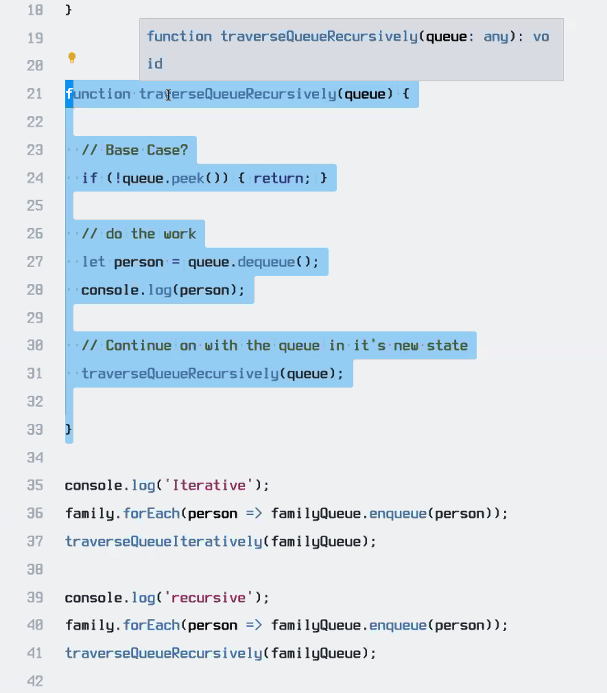 18 }
19
function traverseQueueRecursively(queue: any): vo
id
20
21 function traverseQueueRecursively(queue) {
22
23 // Base Case?
24 if (!queue.peek()) { return; }
25
26 // do the work
27 let person = queue.dequeue();
28 console.log(person);
29
30 // Continue on with the queue in it's new state
31 traverseQueueRecursively(queue);
32
33 }
34
35 console.log('Iterative');
36 family.forEach(person => familyQueue.enqueue(person));
37 traverseQueueIteratively(familyQueue);
38
39 console.log('recursive');
40 family.forEach(person => familyQueue.enqueue(person));
41 traverseQueueRecursively(familyQueue);
42